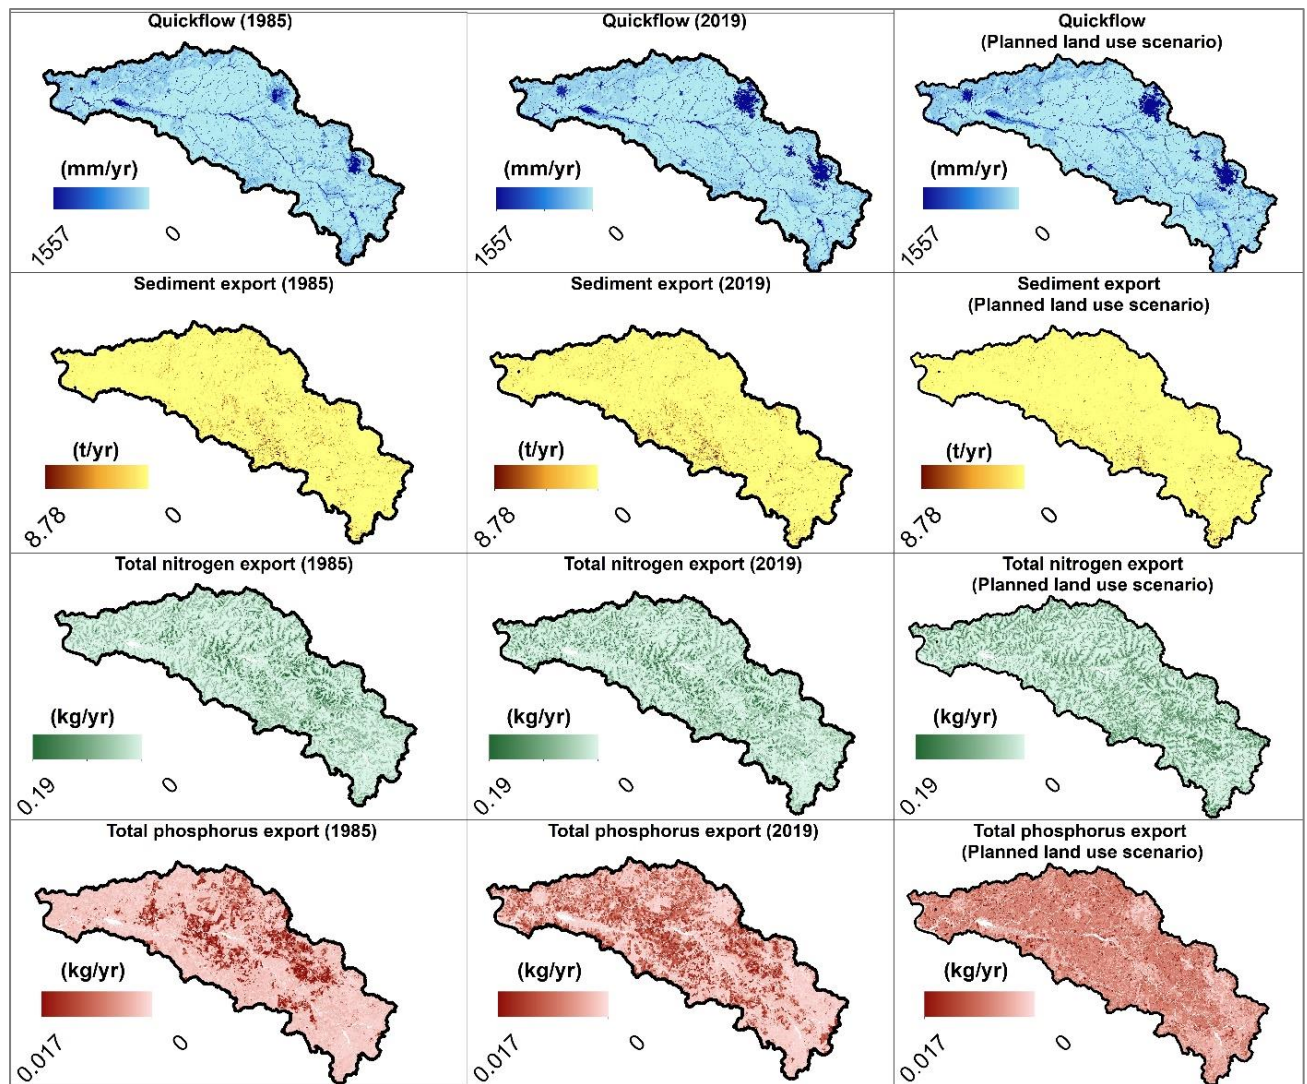 Quickflow (1985)
Quickflow (2019)
Quickflow
(Planned land use scenario)
(mm/yr)
1557
0
(mm/yr)
1557
0
(mm/yr)
1557
0
Sediment export (1985)
Sediment export (2019)
Sediment export
(Planned land use scenario)
(t/yr)
8.78
0
(t/yr)
8.78
0
(t/yr)
8.78
0
Total nitrogen export (1985)
Total nitrogen export (2019)
Total nitrogen export
(Planned land use scenario)
(kg/yr)
0.19
0
(kg/yr)
0.19
0
(kg/yr)
0.19
0
Total phosphorus export (1985)
Total phosphorus export (2019)
Total phosphorus export
(Planned land use scenario)
(kg/yr)
0.017
0
(kg/yr)
0.017
0
(kg/yr)
0.017
0